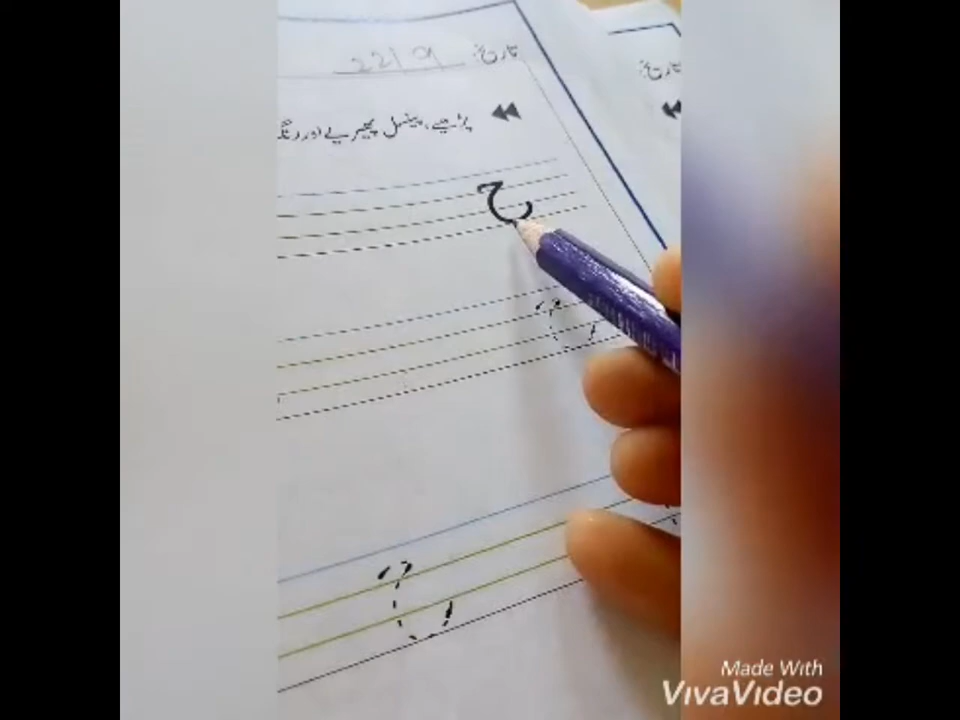 تاریخ: 22/9
تاریخ:
پڑھیے، پینسل پھیریے اور رنگ
ح
Made With
VivaVideo